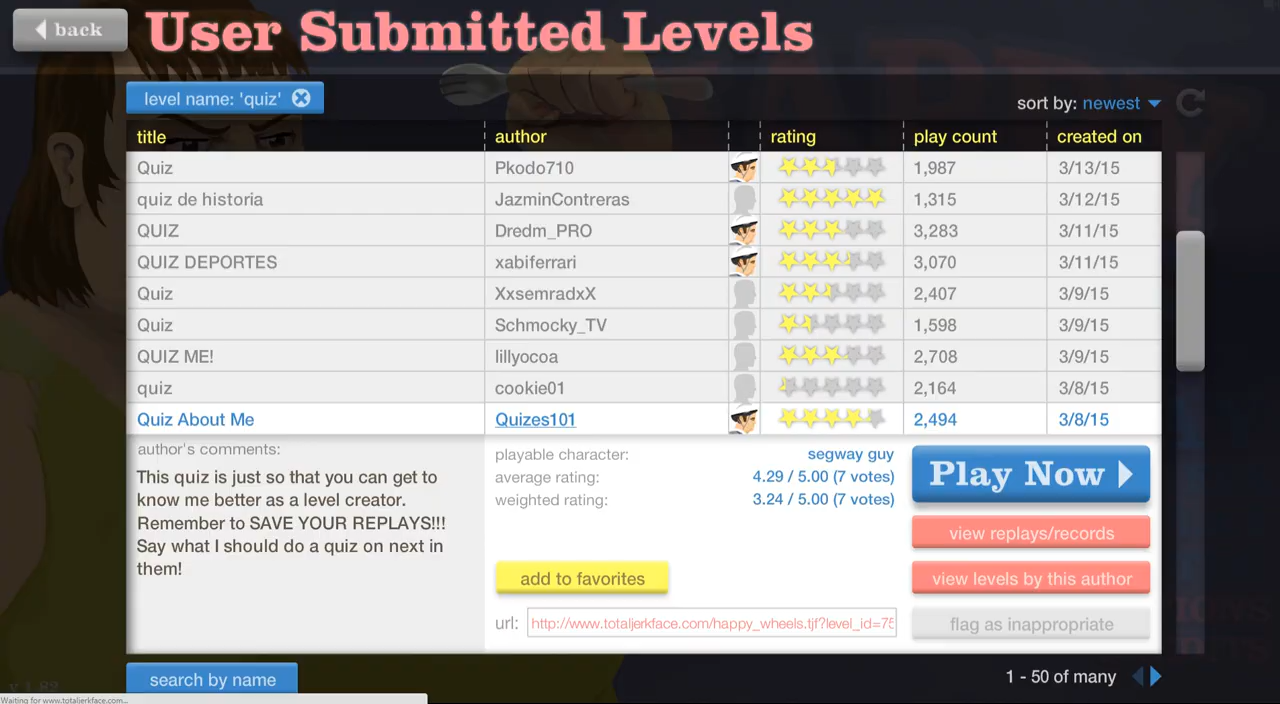 back
User Submitted Levels
level name: 'quiz'
sort by: newest
title author rating play count created on
Quiz Pkodo710 1,987 3/13/15
quiz de historia JazminContreras 1,315 3/12/15
QUIZ Dredm_PRO 3,283 3/11/15
QUIZ DEPORTES xabiferrari 3,070 3/11/15
Quiz XxsemradxX 2,407 3/9/15
Quiz Schmocky_TV 1,598 3/9/15
QUIZ ME! lillyocoa 2,708 3/9/15
quiz cookie01 2,164 3/8/15
Quiz About Me Quizes101 2,494 3/8/15
author's comments:
This quiz is just so that you can get to
know me better as a level creator.
Remember to SAVE YOUR REPLAYS!!!
Say what I should do a quiz on next in
them!
playable character: segway guy
average rating: 4.29 / 5.00 (7 votes)
weighted rating: 3.24 / 5.00 (7 votes)
add to favorites
url: http://www.totaljerkface.com/happy_wheels.tjf?level_id=75
Play Now
view replays/records
view levels by this author
flag as inappropriate
search by name
1 - 50 of many
v 1.82
Waiting for www.totaljerkface.com...